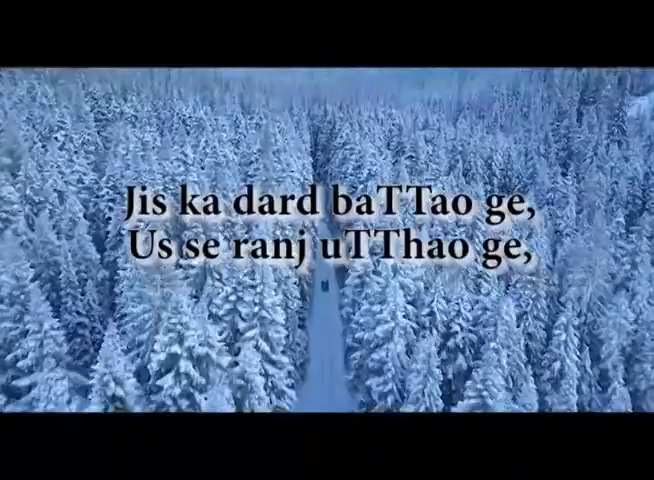 Jis ka dard baTTao ge,
Us se ranj uTThao ge,